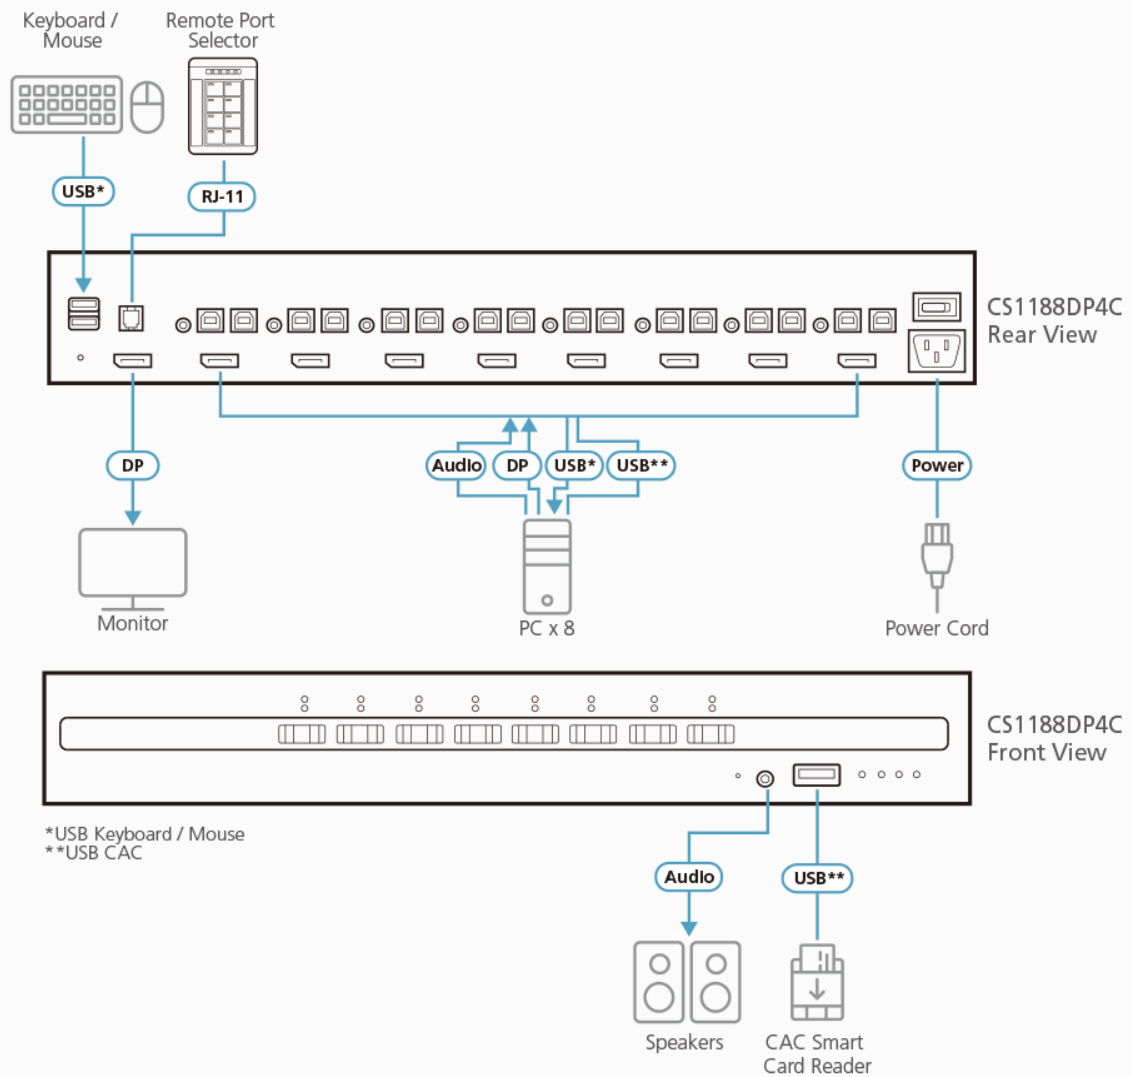 Keyboard /
Mouse
Remote Port
Selector
USB*
RJ-11
CS1188DP4C
Rear View
DP
Audio
DP
USB*
USB**
Power
Monitor
PC x 8
Power Cord
CS1188DP4C
Front View
*USB Keyboard / Mouse
**USB CAC
Audio
USB**
Speakers
CAC Smart
Card Reader